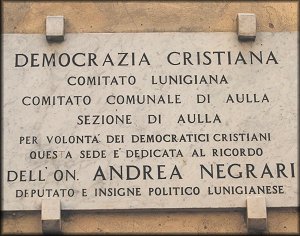 DEMOCRAZIA CRISTIANA
COMITATO LUNIGIANA
COMITATO COMUNALE DI AULLA
SEZIONE DI AULLA
PER VOLONTA' DEI DEMOCRATICI CRISTIANI
QUESTA SEDE E' DEDICATA AL RICORDO
DELL'ON. ANDREA NEGRARI
DEPUTATO E INSIGNE POLITICO LUNIGIANESE